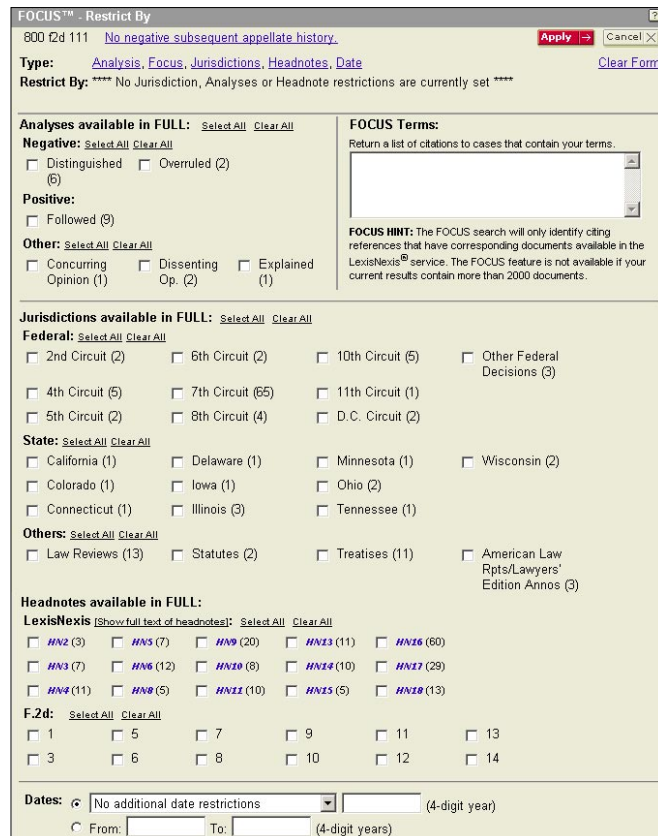 FOCUS™ - Restrict By ?
800 f2d 111 No negative subsequent appellate history. Apply → Cancel X
Type: Analysis, Focus, Jurisdictions, Headnotes, Date Clear Form
Restrict By: **** No Jurisdiction, Analyses or Headnote restrictions are currently set ****
Analyses available in FULL: Select All Clear All
Negative: Select All Clear All
Distinguished (6) Overruled (2)
Positive:
Followed (9)
Other: Select All Clear All
Concurring Opinion (1) Dissenting Op. (2) Explained (1)
FOCUS Terms:
Return a list of citations to cases that contain your terms.
FOCUS HINT: The FOCUS search will only identify citing
references that have corresponding documents available in the
LexisNexis® service. The FOCUS feature is not available if your
current results contain more than 2000 documents.
Jurisdictions available in FULL: Select All Clear All
Federal: Select All Clear All
2nd Circuit (2) 6th Circuit (2) 10th Circuit (5) Other Federal Decisions (3)
4th Circuit (5) 7th Circuit (65) 11th Circuit (1)
5th Circuit (2) 8th Circuit (4) D.C. Circuit (2)
State: Select All Clear All
California (1) Delaware (1) Minnesota (1) Wisconsin (2)
Colorado (1) Iowa (1) Ohio (2)
Connecticut (1) Illinois (3) Tennessee (1)
Others: Select All Clear All
Law Reviews (13) Statutes (2) Treatises (11) American Law Rpts/Lawyers' Edition Annos (3)
Headnotes available in FULL:
LexisNexis [Show full text of headnotes]: Select All Clear All
HN2 (3) HN5 (7) HN9 (20) HN13 (11) HN16 (60)
HN3 (7) HN6 (12) HN10 (8) HN14 (10) HN17 (29)
HN4 (11) HN8 (5) HN11 (10) HN15 (5) HN18 (13)
F.2d: Select All Clear All
1 5 7 9 11 13
3 6 8 10 12 14
Dates: No additional date restrictions (4-digit year)
From: To: (4-digit years)